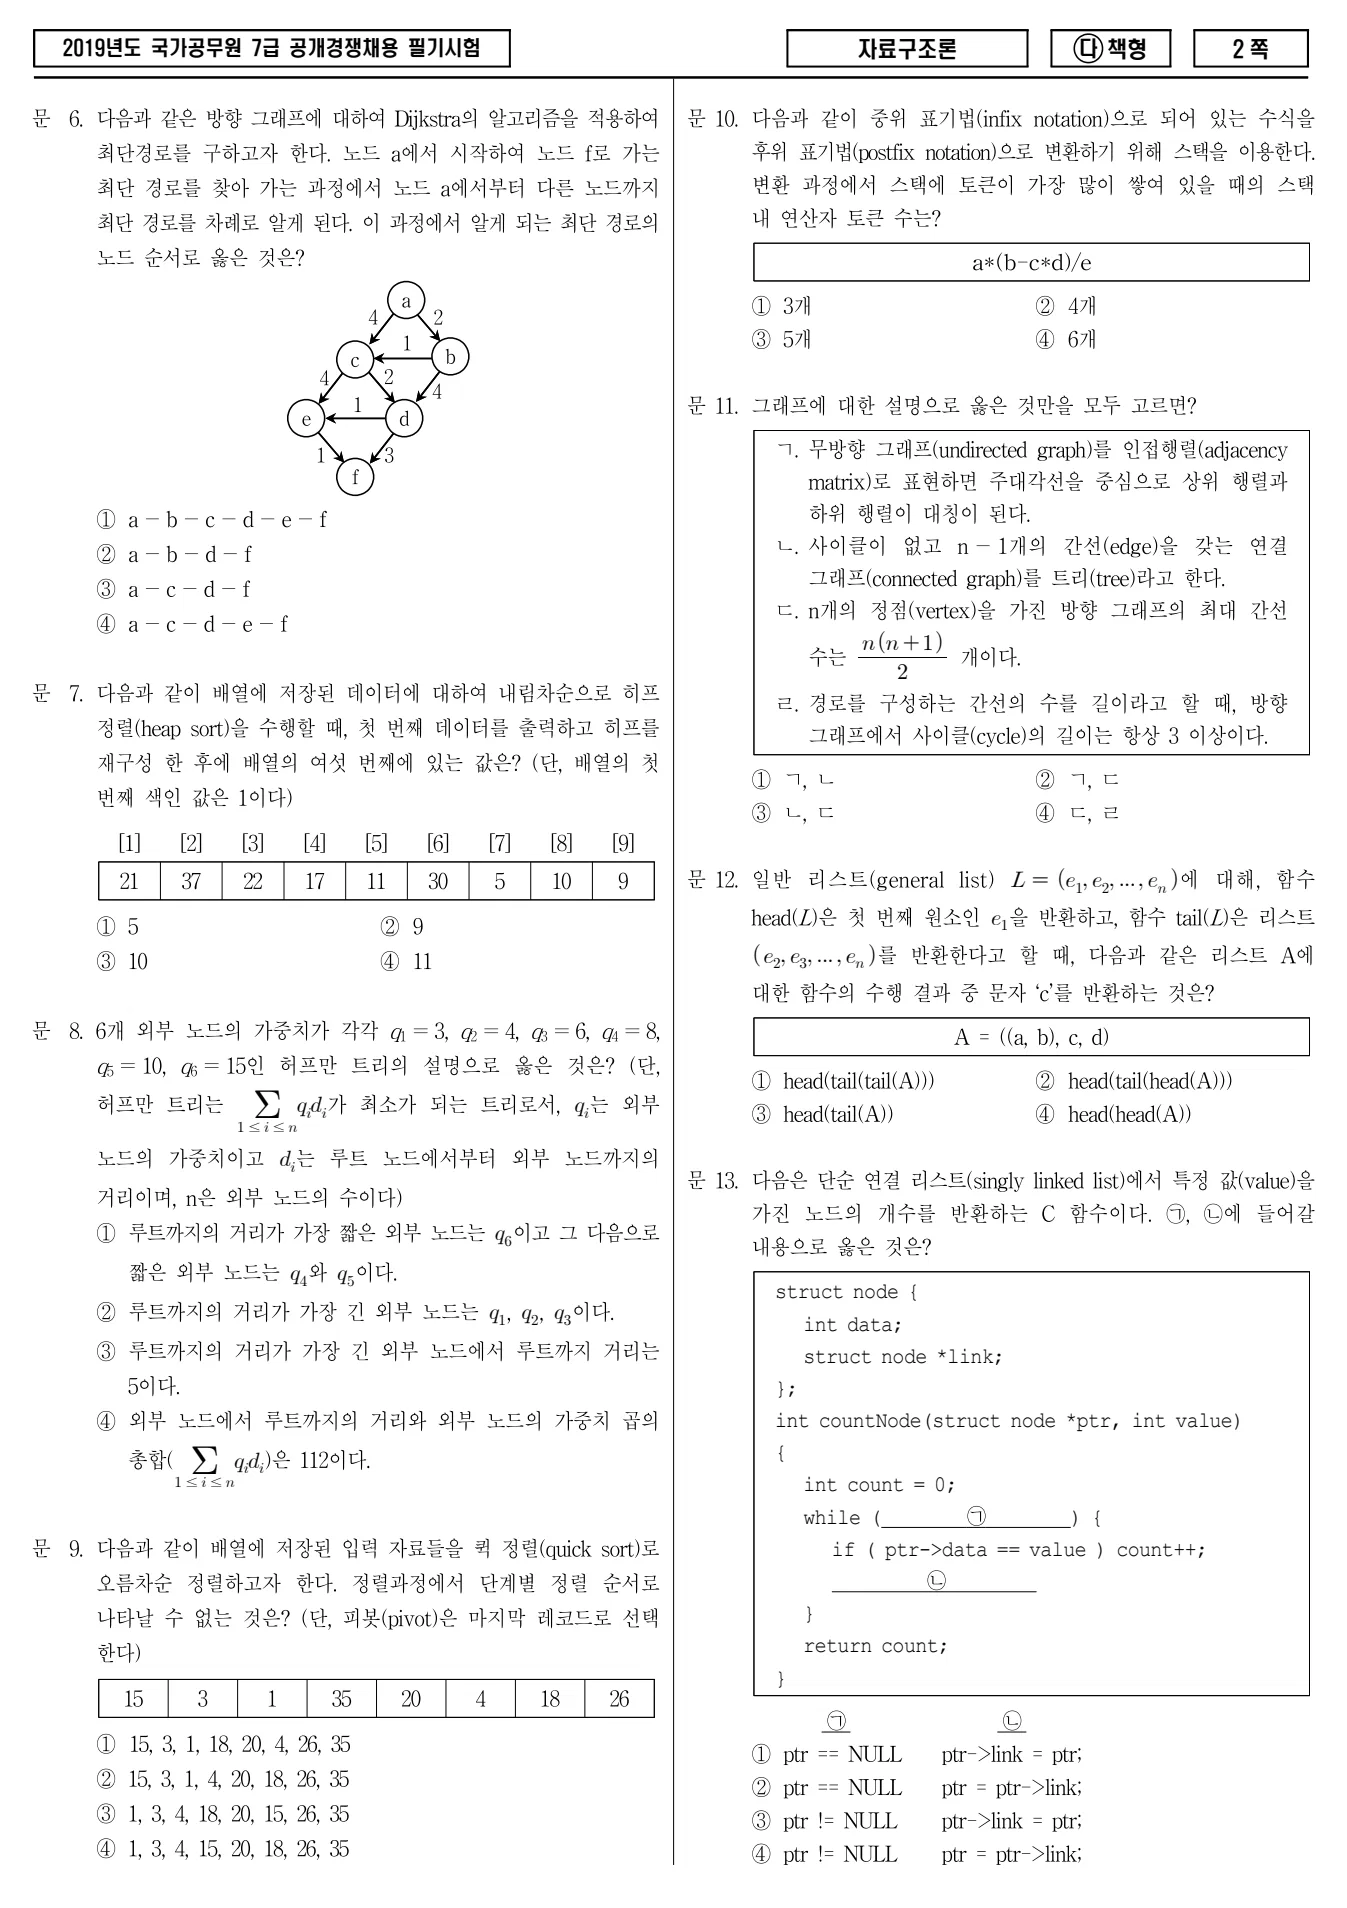 2019년도 국가공무원 7급 공개경쟁채용 필기시험
자료구조론
㉰ 책형
2 쪽
문 6. 다음과 같은 방향 그래프에 대하여 Dijkstra의 알고리즘을 적용하여
최단경로를 구하고자 한다. 노드 a에서 시작하여 노드 f로 가는
최단 경로를 찾아 가는 과정에서 노드 a에서부터 다른 노드까지
최단 경로를 차례로 알게 된다. 이 과정에서 알게 되는 최단 경로의
노드 순서로 옳은 것은?
a
4 2
1
c b
4 2 4
1
e d
1 3
f
① a - b - c - d - e - f
② a - b - d - f
③ a - c - d - f
④ a - c - d - e - f
문 7. 다음과 같이 배열에 저장된 데이터에 대하여 내림차순으로 히프
정렬(heap sort)을 수행할 때, 첫 번째 데이터를 출력하고 히프를
재구성 한 후에 배열의 여섯 번째에 있는 값은? (단, 배열의 첫
번째 색인 값은 1이다)
[1] [2] [3] [4] [5] [6] [7] [8] [9]
21 37 22 17 11 30 5 10 9
① 5 ② 9
③ 10 ④ 11
문 8. 6개 외부 노드의 가중치가 각각 q₁ = 3, q₂ = 4, q₃ = 6, q₄ = 8,
q₅ = 10, q₆ = 15인 허프만 트리의 설명으로 옳은 것은? (단,
허프만 트리는 ∑ qᵢdᵢ가 최소가 되는 트리로서, qᵢ는 외부
1≤i≤n
노드의 가중치이고 dᵢ는 루트 노드에서부터 외부 노드까지의
거리이며, n은 외부 노드의 수이다)
① 루트까지의 거리가 가장 짧은 외부 노드는 q₆이고 그 다음으로
짧은 외부 노드는 q₄와 q₅이다.
② 루트까지의 거리가 가장 긴 외부 노드는 q₁, q₂, q₃이다.
③ 루트까지의 거리가 가장 긴 외부 노드에서 루트까지 거리는
5이다.
④ 외부 노드에서 루트까지의 거리와 외부 노드의 가중치 곱의
총합( ∑ qᵢdᵢ)은 112이다.
1≤i≤n
문 9. 다음과 같이 배열에 저장된 입력 자료들을 퀵 정렬(quick sort)로
오름차순 정렬하고자 한다. 정렬과정에서 단계별 정렬 순서로
나타날 수 없는 것은? (단, 피봇(pivot)은 마지막 레코드로 선택
한다)
15 3 1 35 20 4 18 26
① 15, 3, 1, 18, 20, 4, 26, 35
② 15, 3, 1, 4, 20, 18, 26, 35
③ 1, 3, 4, 18, 20, 15, 26, 35
④ 1, 3, 4, 15, 20, 18, 26, 35
문 10. 다음과 같이 중위 표기법(infix notation)으로 되어 있는 수식을
후위 표기법(postfix notation)으로 변환하기 위해 스택을 이용한다.
변환 과정에서 스택에 토큰이 가장 많이 쌓여 있을 때의 스택
내 연산자 토큰 수는?
a*(b-c*d)/e
① 3개 ② 4개
③ 5개 ④ 6개
문 11. 그래프에 대한 설명으로 옳은 것만을 모두 고르면?
ㄱ. 무방향 그래프(undirected graph)를 인접행렬(adjacency
matrix)로 표현하면 주대각선을 중심으로 상위 행렬과
하위 행렬이 대칭이 된다.
ㄴ. 사이클이 없고 n - 1개의 간선(edge)을 갖는 연결
그래프(connected graph)를 트리(tree)라고 한다.
ㄷ. n개의 정점(vertex)을 가진 방향 그래프의 최대 간선
수는 n(n+1)/2 개이다.
ㄹ. 경로를 구성하는 간선의 수를 길이라고 할 때, 방향
그래프에서 사이클(cycle)의 길이는 항상 3 이상이다.
① ㄱ, ㄴ ② ㄱ, ㄷ
③ ㄴ, ㄷ ④ ㄷ, ㄹ
문 12. 일반 리스트(general list) L = (e₁, e₂, ..., eₙ)에 대해, 함수
head(L)은 첫 번째 원소인 e₁을 반환하고, 함수 tail(L)은 리스트
(e₂, e₃, ..., eₙ)를 반환한다고 할 때, 다음과 같은 리스트 A에
대한 함수의 수행 결과 중 문자 ‘c’를 반환하는 것은?
A = ((a, b), c, d)
① head(tail(tail(A))) ② head(tail(head(A)))
③ head(tail(A)) ④ head(head(A))
문 13. 다음은 단순 연결 리스트(singly linked list)에서 특정 값(value)을
가진 노드의 개수를 반환하는 C 함수이다. ㉠, ㉡에 들어갈
내용으로 옳은 것은?
struct node {
int data;
struct node *link;
};
int countNode(struct node *ptr, int value)
{
int count = 0;
while ( ㉠ ) {
if ( ptr->data == value ) count++;
㉡
}
return count;
}
㉠ ㉡
① ptr == NULL ptr->link = ptr;
② ptr == NULL ptr = ptr->link;
③ ptr != NULL ptr->link = ptr;
④ ptr != NULL ptr = ptr->link;